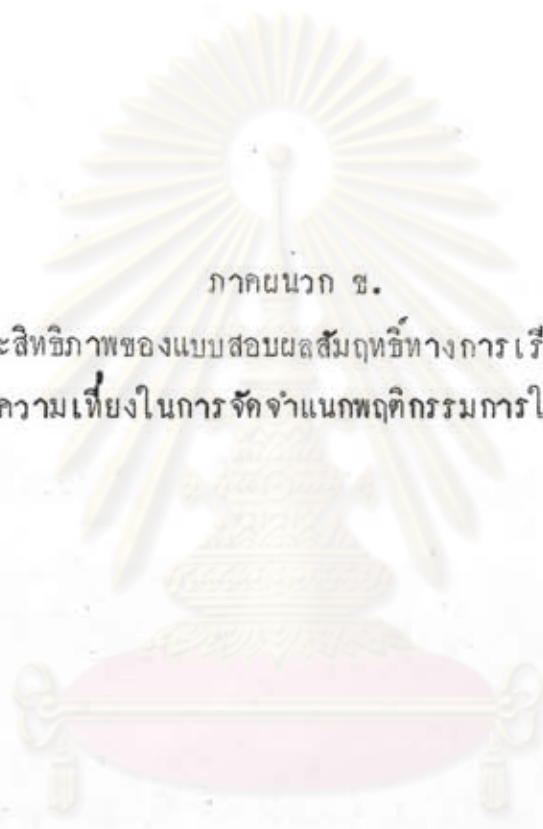 ภาคผนวก ข.
ะสิทธิภาพของแบบสอบผลสัมฤทธิ์ทางการเรี
ความเที่ยงในการจัดจำแนกพฤติกรรมการใ